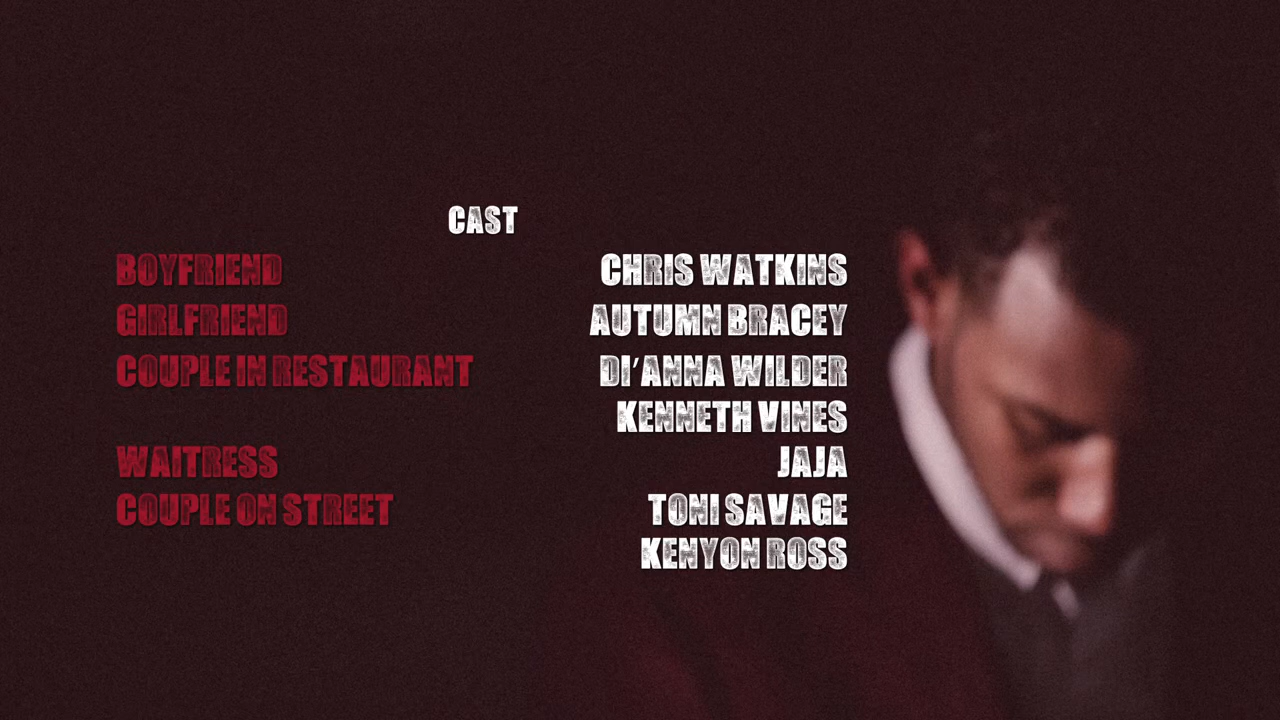 CAST
BOYFRIEND CHRIS WATKINS
GIRLFRIEND AUTUMN BRACEY
COUPLE IN RESTAURANT DI'ANNA WILDER
KENNETH VINES
WAITRESS JAJA
COUPLE ON STREET TONI SAVAGE
KENYON ROSS